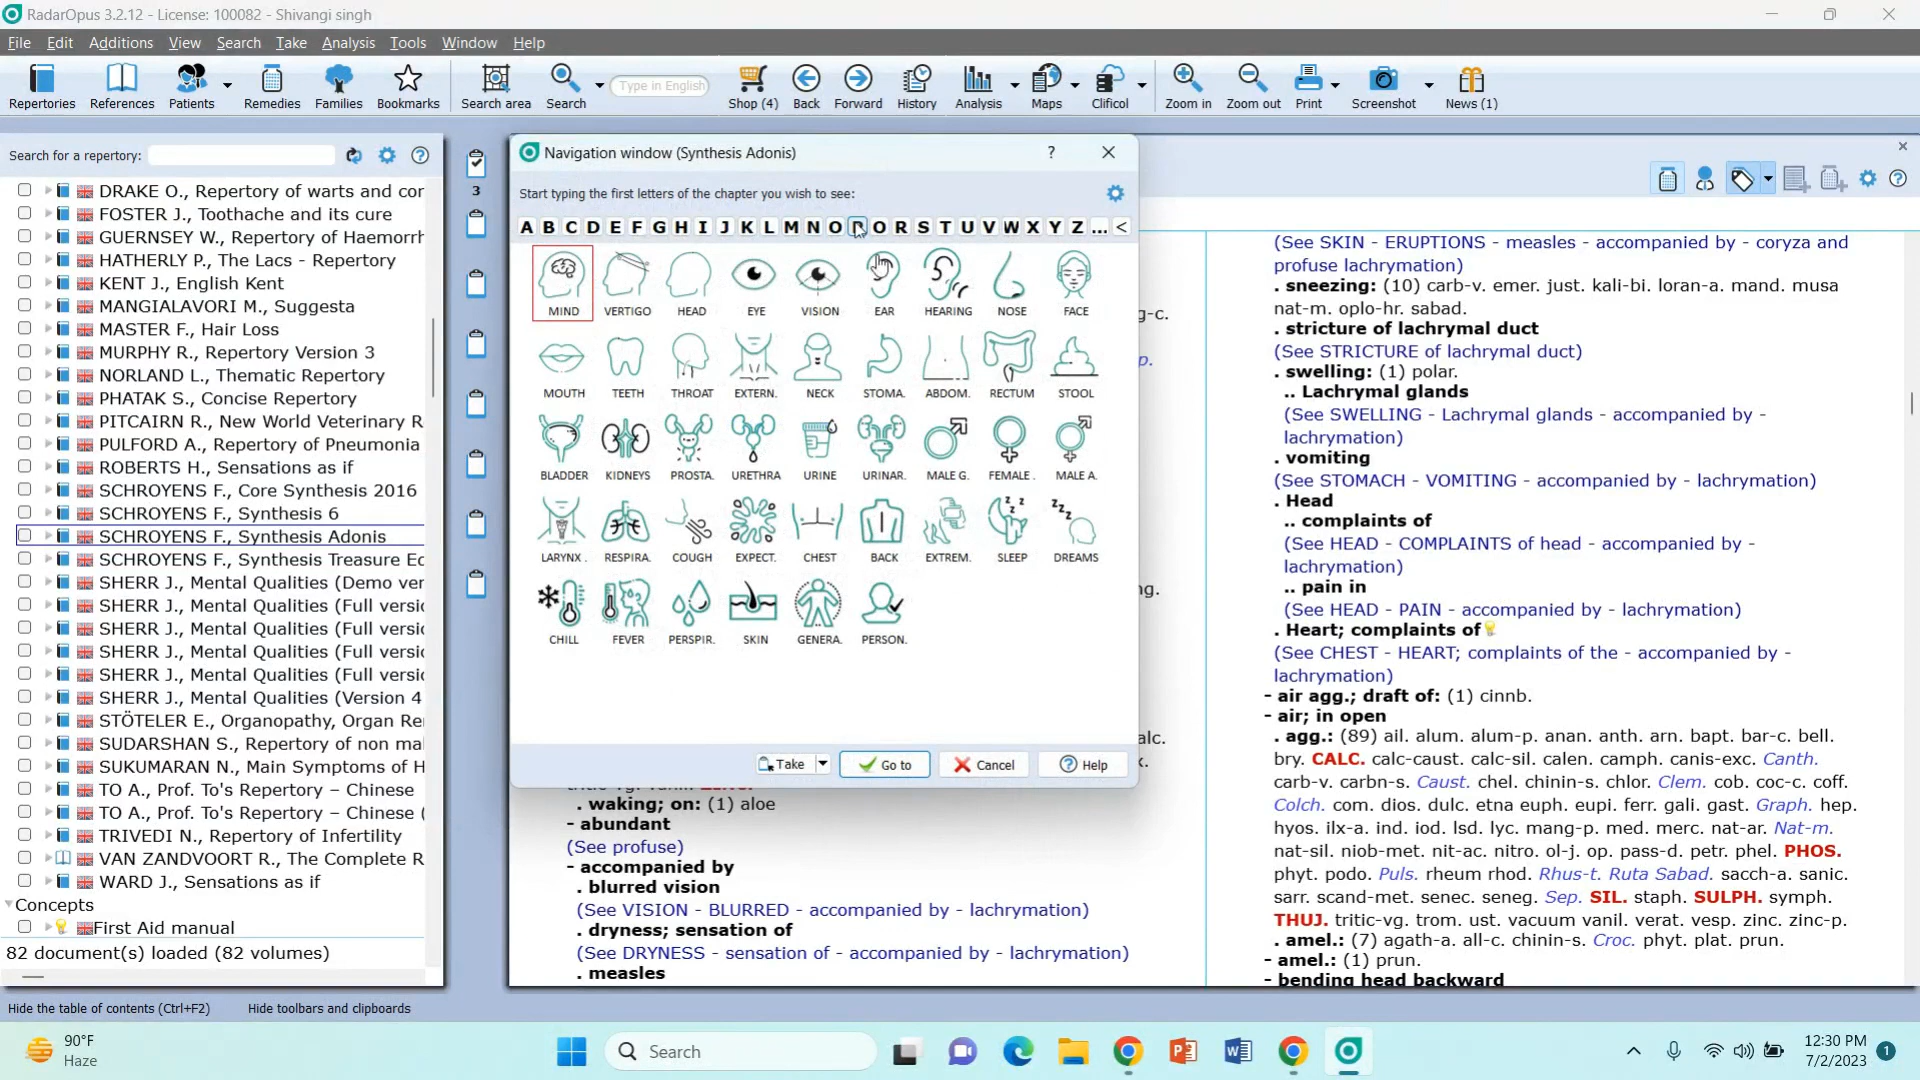 RadarOpus 3.2.12 - License: 100082 - Shivangi singh
File Edit Additions View Search Take Analysis Tools Window Help
Repertories References Patients Remedies Families Bookmarks Search area Search Type in English Shop (4) Back Forward History Analysis Maps Clificol Zoom in Zoom out Print Screenshot News (1)
Search for a repertory:
DRAKE O., Repertory of warts and cor
FOSTER J., Toothache and its cure
GUERNSEY W., Repertory of Haemorrh
HATHERLY P., The Lacs - Repertory
KENT J., English Kent
MANGIALAVORI M., Suggesta
MASTER F., Hair Loss
MURPHY R., Repertory Version 3
NORLAND L., Thematic Repertory
PHATAK S., Concise Repertory
PITCAIRN R., New World Veterinary R
PULFORD A., Repertory of Pneumonia
ROBERTS H., Sensations as if
SCHROYENS F., Core Synthesis 2016
SCHROYENS F., Synthesis 6
SCHROYENS F., Synthesis Adonis
SCHROYENS F., Synthesis Treasure Ed
SHERR J., Mental Qualities (Demo ver
SHERR J., Mental Qualities (Full versic
SHERR J., Mental Qualities (Full versic
SHERR J., Mental Qualities (Full versic
SHERR J., Mental Qualities (Full versic
SHERR J., Mental Qualities (Version 4
STÖTELER E., Organopathy, Organ Re
SUDARSHAN S., Repertory of non ma
SUKUMARAN N., Main Symptoms of H
TO A., Prof. To's Repertory – Chinese
TO A., Prof. To's Repertory – Chinese (
TRIVEDI N., Repertory of Infertility
VAN ZANDVOORT R., The Complete R
WARD J., Sensations as if
Concepts
First Aid manual
82 document(s) loaded (82 volumes)
Hide the table of contents (Ctrl+F2) Hide toolbars and clipboards
3
Navigation window (Synthesis Adonis)
Start typing the first letters of the chapter you wish to see:
A B C D E F G H I J K L M N O P Q R S T U V W X Y Z ... <
MIND VERTIGO HEAD EYE VISION EAR HEARING NOSE FACE
MOUTH TEETH THROAT EXTERN. NECK STOMA. ABDOM. RECTUM STOOL
BLADDER KIDNEYS PROSTA. URETHRA URINE URINAR. MALE G. FEMALE . MALE A.
LARYNX . RESPIRA. COUGH EXPECT. CHEST BACK EXTREM. SLEEP DREAMS
CHILL FEVER PERSPIR. SKIN GENERA. PERSON.
Take Go to Cancel Help
g-c.
p.
ng.
alc.
x.
. waking; on: (1) aloe
- abundant
(See profuse)
- accompanied by
. blurred vision
(See VISION - BLURRED - accompanied by - lachrymation)
. dryness; sensation of
(See DRYNESS - sensation of - accompanied by - lachrymation)
. measles
(See SKIN - ERUPTIONS - measles - accompanied by - coryza and
profuse lachrymation)
. sneezing: (10) carb-v. emer. just. kali-bi. loran-a. mand. musa
nat-m. oplo-hr. sabad.
. stricture of lachrymal duct
(See STRICTURE of lachrymal duct)
. swelling: (1) polar.
.. Lachrymal glands
(See SWELLING - Lachrymal glands - accompanied by -
lachrymation)
. vomiting
(See STOMACH - VOMITING - accompanied by - lachrymation)
. Head
.. complaints of
(See HEAD - COMPLAINTS of head - accompanied by -
lachrymation)
.. pain in
(See HEAD - PAIN - accompanied by - lachrymation)
. Heart; complaints of
(See CHEST - HEART; complaints of the - accompanied by -
lachrymation)
- air agg.; draft of: (1) cinnb.
- air; in open
. agg.: (89) ail. alum. alum-p. anan. anth. arn. bapt. bar-c. bell.
bry. CALC. calc-caust. calc-sil. calen. camph. canis-exc. Canth.
carb-v. carbn-s. Caust. chel. chinin-s. chlor. Clem. cob. coc-c. coff.
Colch. com. dios. dulc. etna euph. eupi. ferr. gali. gast. Graph. hep.
hyos. ilx-a. ind. iod. lsd. lyc. mang-p. med. merc. nat-ar. Nat-m.
nat-sil. niob-met. nit-ac. nitro. ol-j. op. pass-d. petr. phel. PHOS.
phyt. podo. Puls. rheum rhod. Rhus-t. Ruta Sabad. sacch-a. sanic.
sarr. scand-met. senec. seneg. Sep. SIL. staph. SULPH. symph.
THUJ. tritic-vg. trom. ust. vacuum vanil. verat. vesp. zinc. zinc-p.
. amel.: (7) agath-a. all-c. chinin-s. Croc. phyt. plat. prun.
- amel.: (1) prun.
- bending head backward
90°F
Haze
Search
12:30 PM
7/2/2023
1